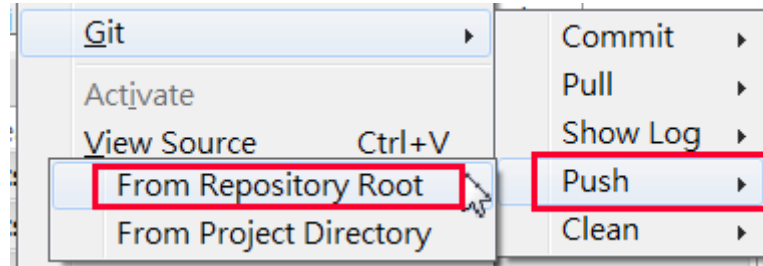 Git
Activate
View Source Ctrl+V
From Repository Root
From Project Directory
Commit
Pull
Show Log
Push
Clean